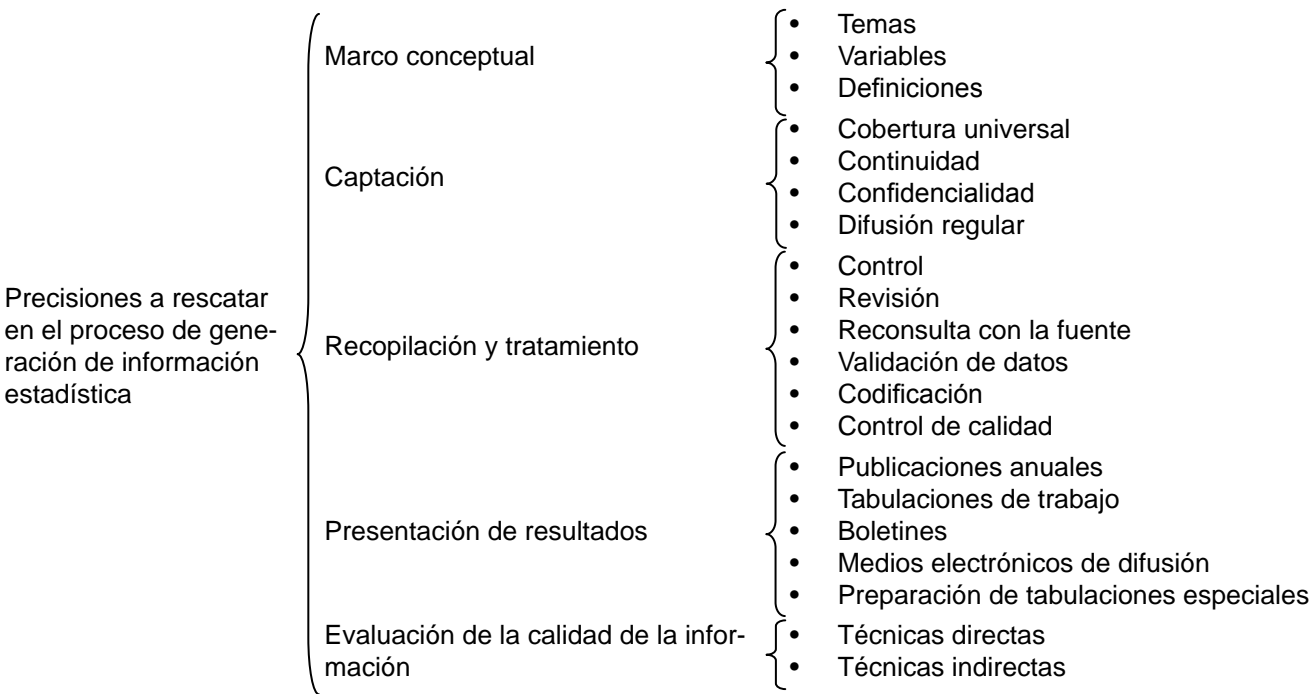 Precisiones a rescatar
en el proceso de gene-
ración de información
estadística
Marco conceptual
• Temas
• Variables
• Definiciones
Captación
• Cobertura universal
• Continuidad
• Confidencialidad
• Difusión regular
Recopilación y tratamiento
• Control
• Revisión
• Reconsulta con la fuente
• Validación de datos
• Codificación
• Control de calidad
Presentación de resultados
• Publicaciones anuales
• Tabulaciones de trabajo
• Boletines
• Medios electrónicos de difusión
• Preparación de tabulaciones especiales
Evaluación de la calidad de la infor-
mación
• Técnicas directas
• Técnicas indirectas